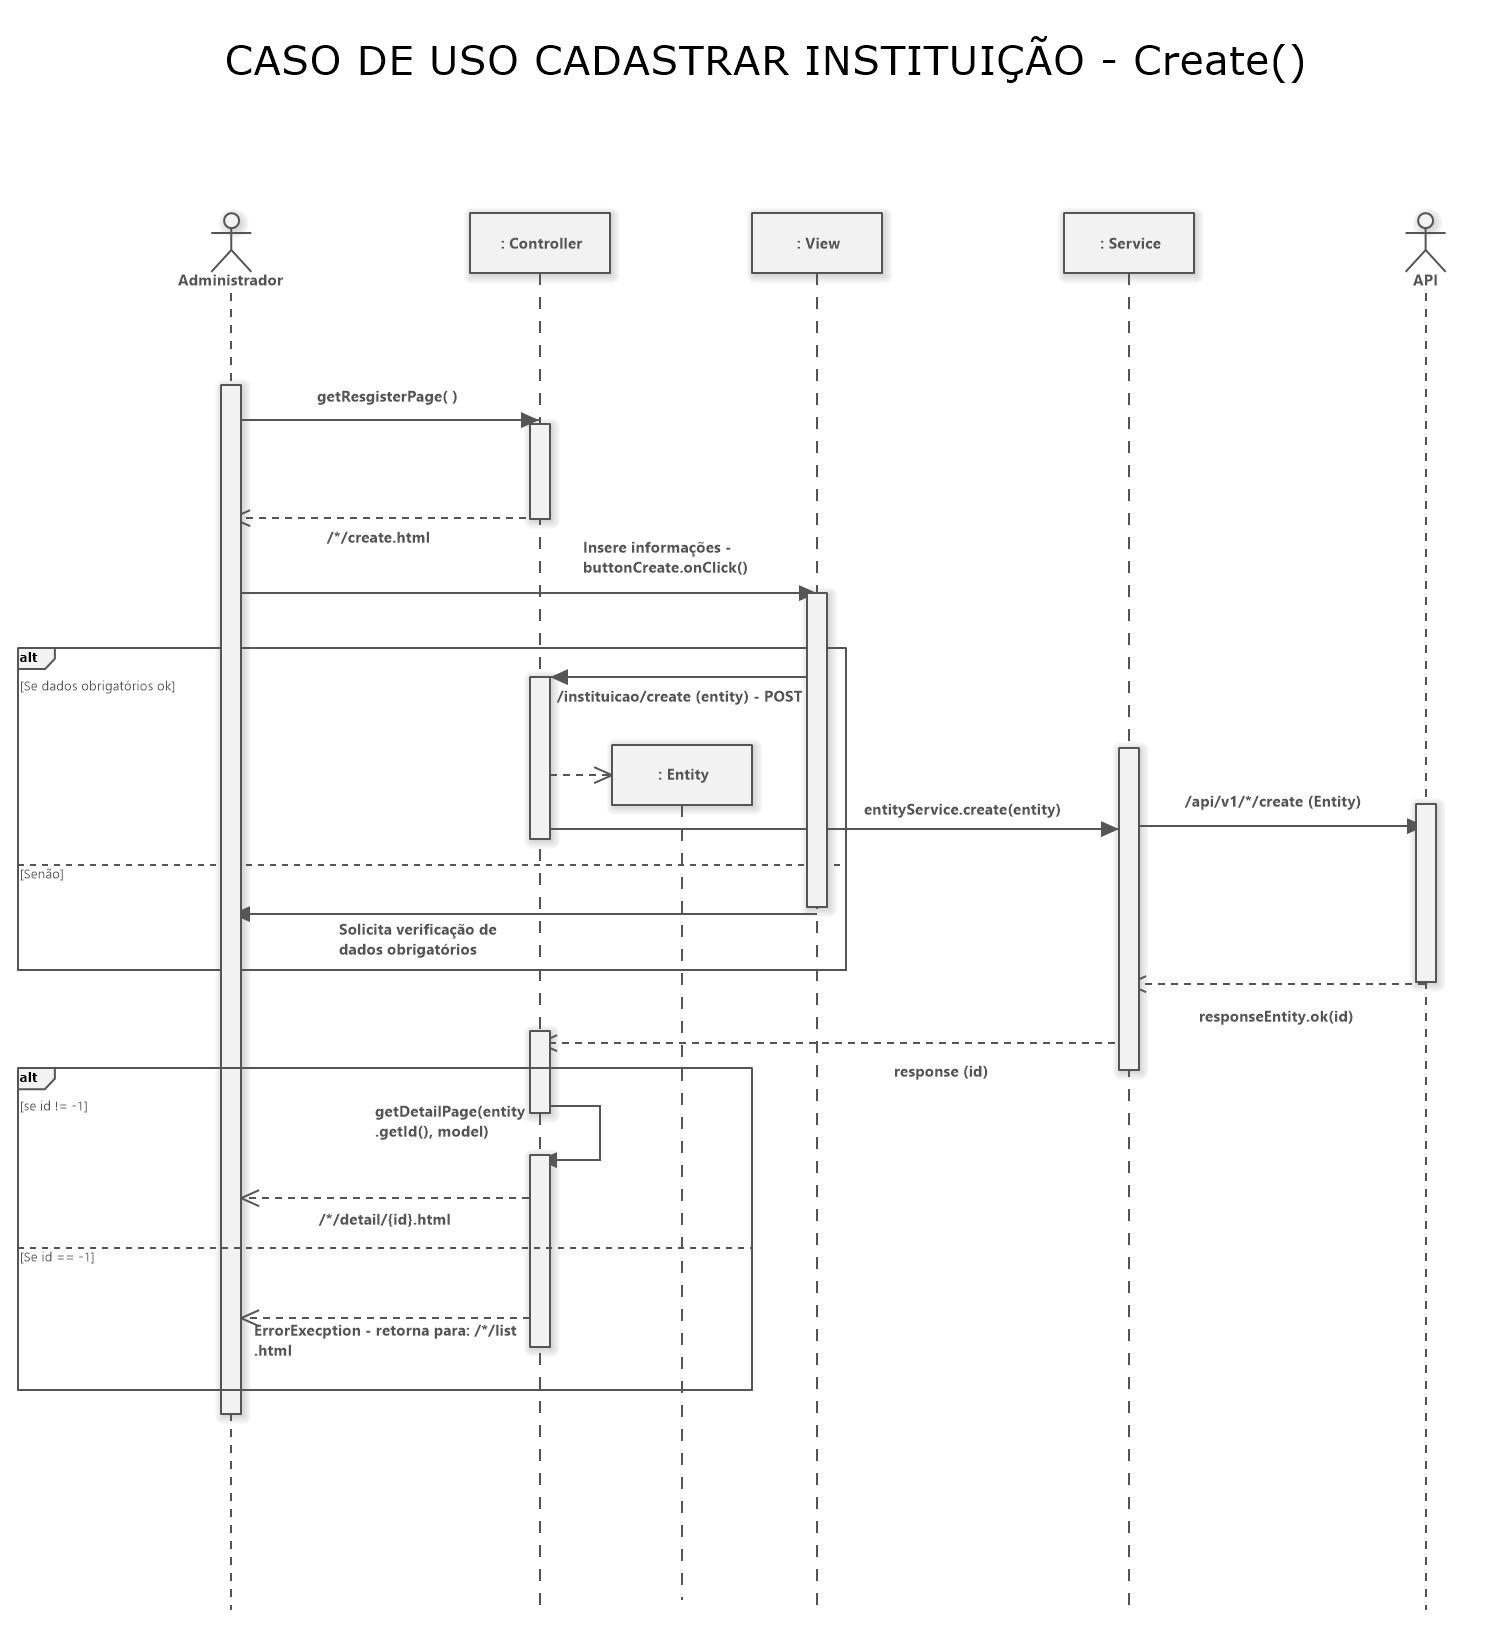 CASO DE USO CADASTRAR INSTITUIÇÃO - Create()
Administrador
: Controller
: View
: Service
API
getResgisterPage( )
/*/create.html
Insere informações -
buttonCreate.onClick()
alt
[Se dados obrigatórios ok]
/instituicao/create (entity) - POST
: Entity
entityService.create(entity)
/api/v1/*/create (Entity)
[Senão]
Solicita verificação de
dados obrigatórios
responseEntity.ok(id)
response (id)
alt
[se id != -1]
getDetailPage(entity
.getId(), model)
/*/detail/{id}.html
[Se id == -1]
ErrorExecption - retorna para: /*/list
.html